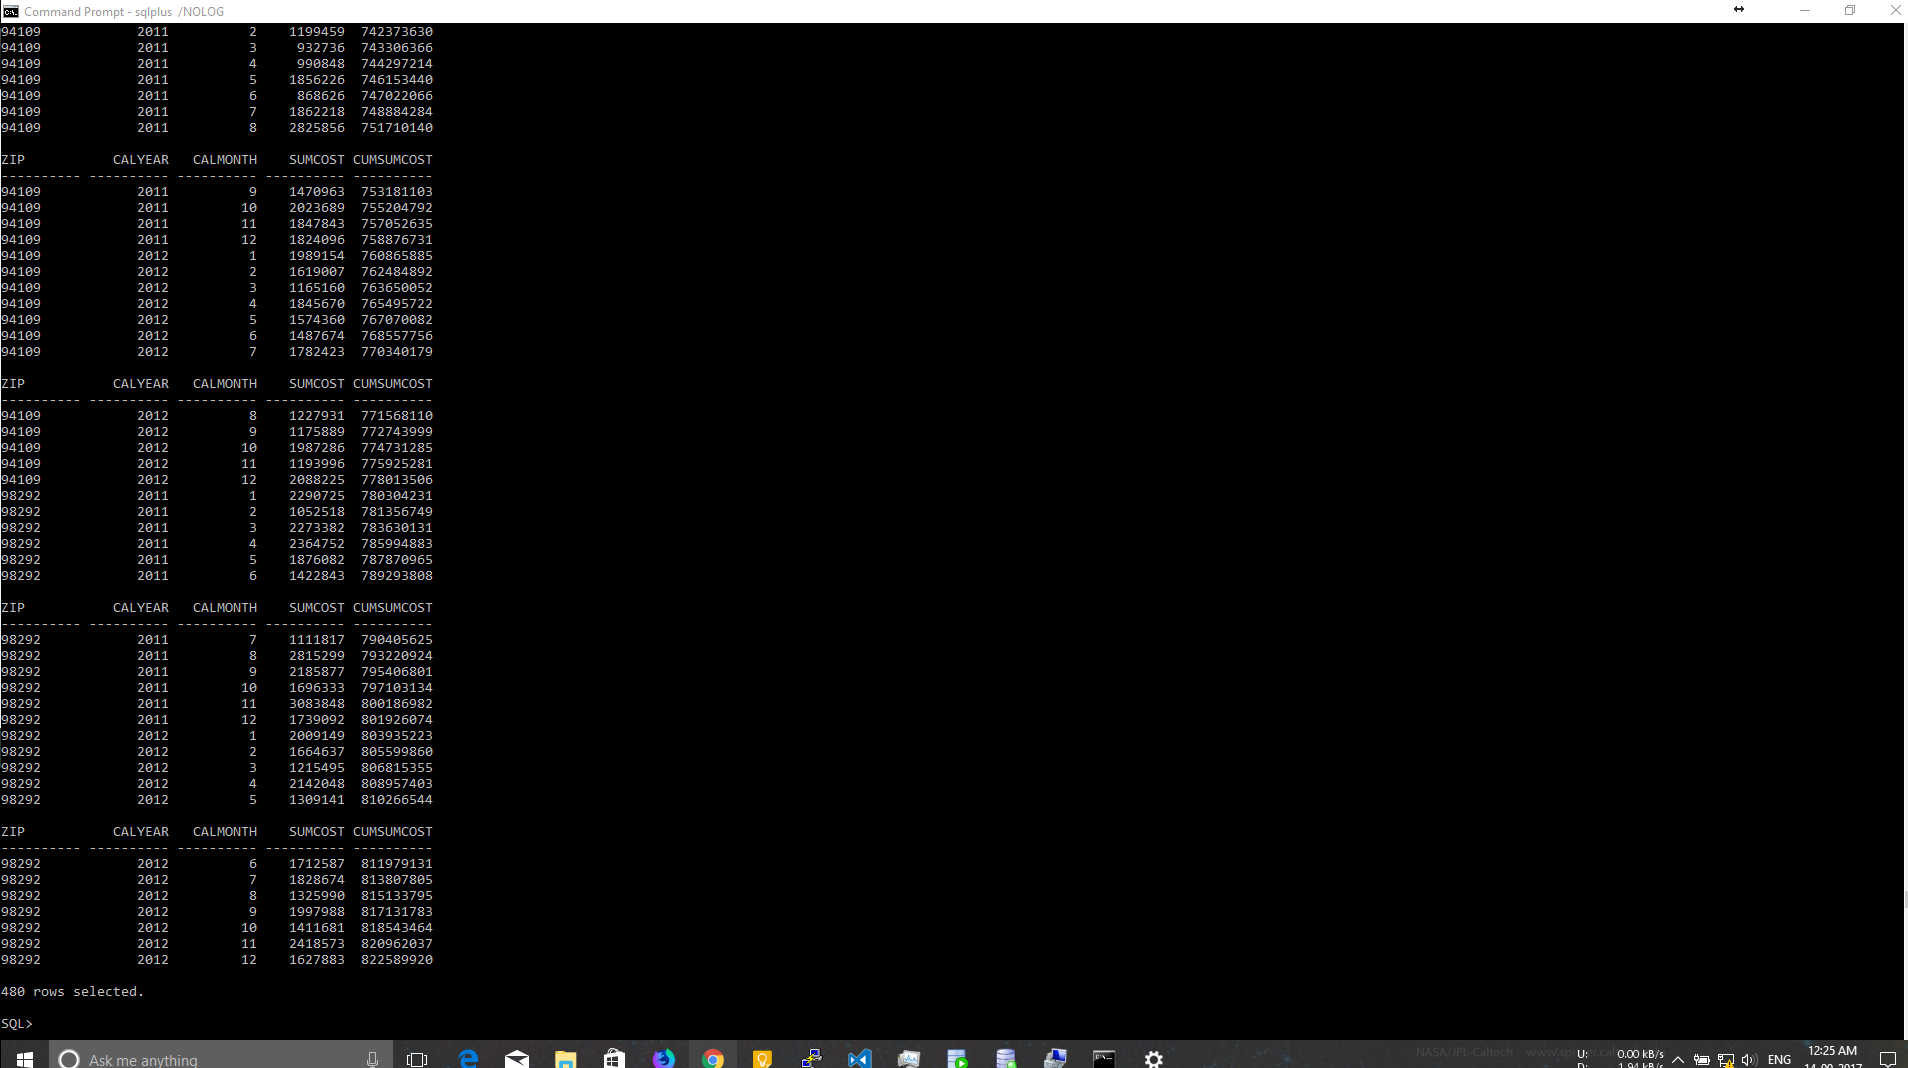 Command Prompt - sqlplus /NOLOG
94109 2011 2 1199459 742373630
94109 2011 3 932736 743306366
94109 2011 4 990848 744297214
94109 2011 5 1856226 746153440
94109 2011 6 868626 747022066
94109 2011 7 1862218 748884284
94109 2011 8 2825856 751710140
ZIP CALYEAR CALMONTH SUMCOST CUMSUMCOST
---------- ---------- ---------- ---------- ----------
94109 2011 9 1470963 753181103
94109 2011 10 2023689 755204792
94109 2011 11 1847843 757052635
94109 2011 12 1824096 758876731
94109 2012 1 1989154 760865885
94109 2012 2 1619007 762484892
94109 2012 3 1165160 763650052
94109 2012 4 1845670 765495722
94109 2012 5 1574360 767070082
94109 2012 6 1487674 768557756
94109 2012 7 1782423 770340179
ZIP CALYEAR CALMONTH SUMCOST CUMSUMCOST
---------- ---------- ---------- ---------- ----------
94109 2012 8 1227931 771568110
94109 2012 9 1175889 772743999
94109 2012 10 1987286 774731285
94109 2012 11 1193996 775925281
94109 2012 12 2088225 778013506
98292 2011 1 2290725 780304231
98292 2011 2 1052518 781356749
98292 2011 3 2273382 783630131
98292 2011 4 2364752 785994883
98292 2011 5 1876082 787870965
98292 2011 6 1422843 789293808
ZIP CALYEAR CALMONTH SUMCOST CUMSUMCOST
---------- ---------- ---------- ---------- ----------
98292 2011 7 1111817 790405625
98292 2011 8 2815299 793220924
98292 2011 9 2185877 795406801
98292 2011 10 1696333 797103134
98292 2011 11 3083848 800186982
98292 2011 12 1739092 801926074
98292 2012 1 2009149 803935223
98292 2012 2 1664637 805599860
98292 2012 3 1215495 806815355
98292 2012 4 2142048 808957403
98292 2012 5 1309141 810266544
ZIP CALYEAR CALMONTH SUMCOST CUMSUMCOST
---------- ---------- ---------- ---------- ----------
98292 2012 6 1712587 811979131
98292 2012 7 1828674 813807805
98292 2012 8 1325990 815133795
98292 2012 9 1997988 817131783
98292 2012 10 1411681 818543464
98292 2012 11 2418573 820962037
98292 2012 12 1627883 822589920
480 rows selected.
SQL>
Ask me anything
NASA/JPL-Caltech
U: 0.00 kB/s
D: 1.94 kB/s
ENG
12:25 AM